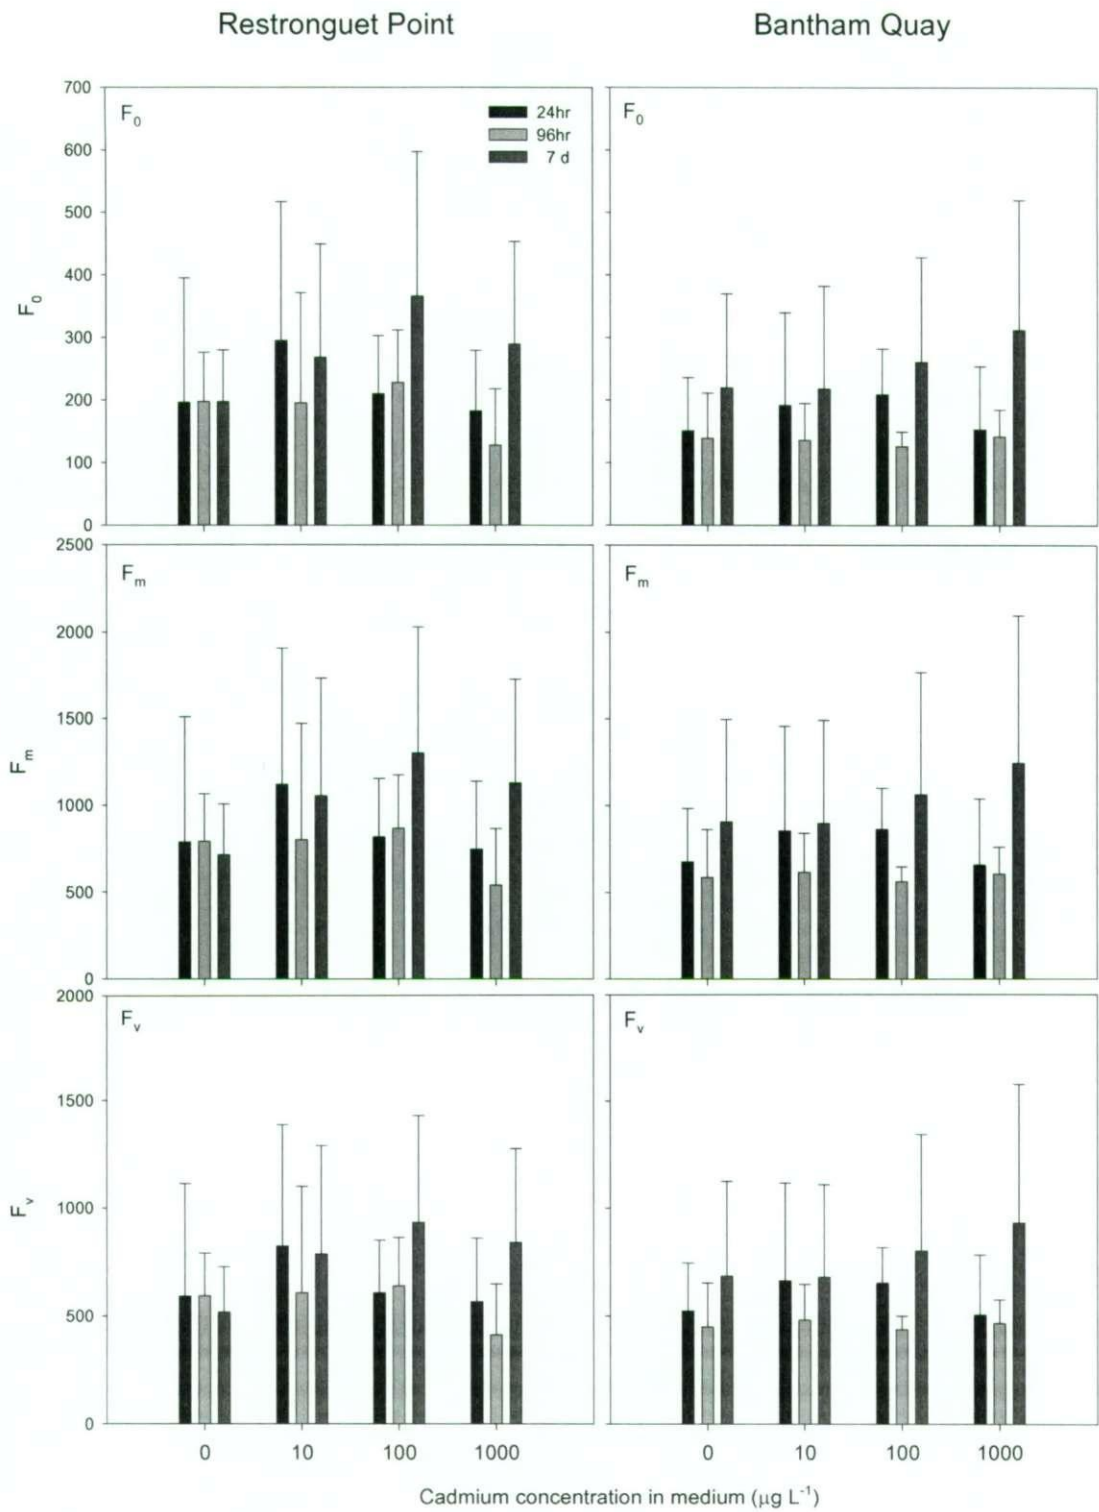 Restronguet Point
Bantham Quay
F0
24hr
96hr
7 d
F0
700
600
500
400
300
200
100
0
F0
Fm
Fm
2500
2000
1500
1000
500
0
Fm
Fv
Fv
2000
1500
1000
500
0
Fv
0 10 100 1000
0 10 100 1000
Cadmium concentration in medium (µg L-1)